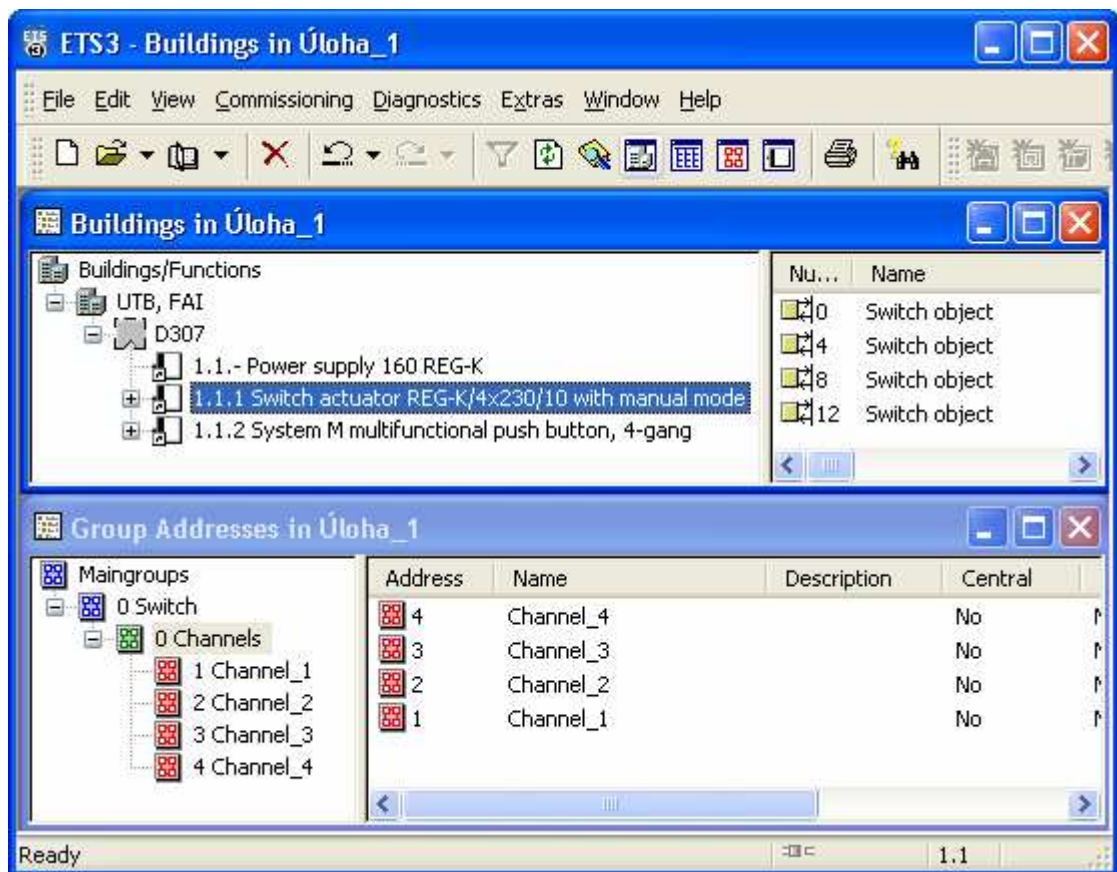 ETS3 - Buildings in Úloha_1
File Edit View Commissioning Diagnostics Extras Window Help
Buildings in Úloha_1
Buildings/Functions
UTB, FAI
D307
1.1.- Power supply 160 REG-K
1.1.1 Switch actuator REG-K/4x230/10 with manual mode
1.1.2 System M multifunctional push button, 4-gang
Nu... Name
0 Switch object
4 Switch object
8 Switch object
12 Switch object
Group Addresses in Úloha_1
Maingroups
0 Switch
0 Channels
1 Channel_1
2 Channel_2
3 Channel_3
4 Channel_4
Address Name Description Central
4 Channel_4 No
3 Channel_3 No
2 Channel_2 No
1 Channel_1 No
Ready 1.1